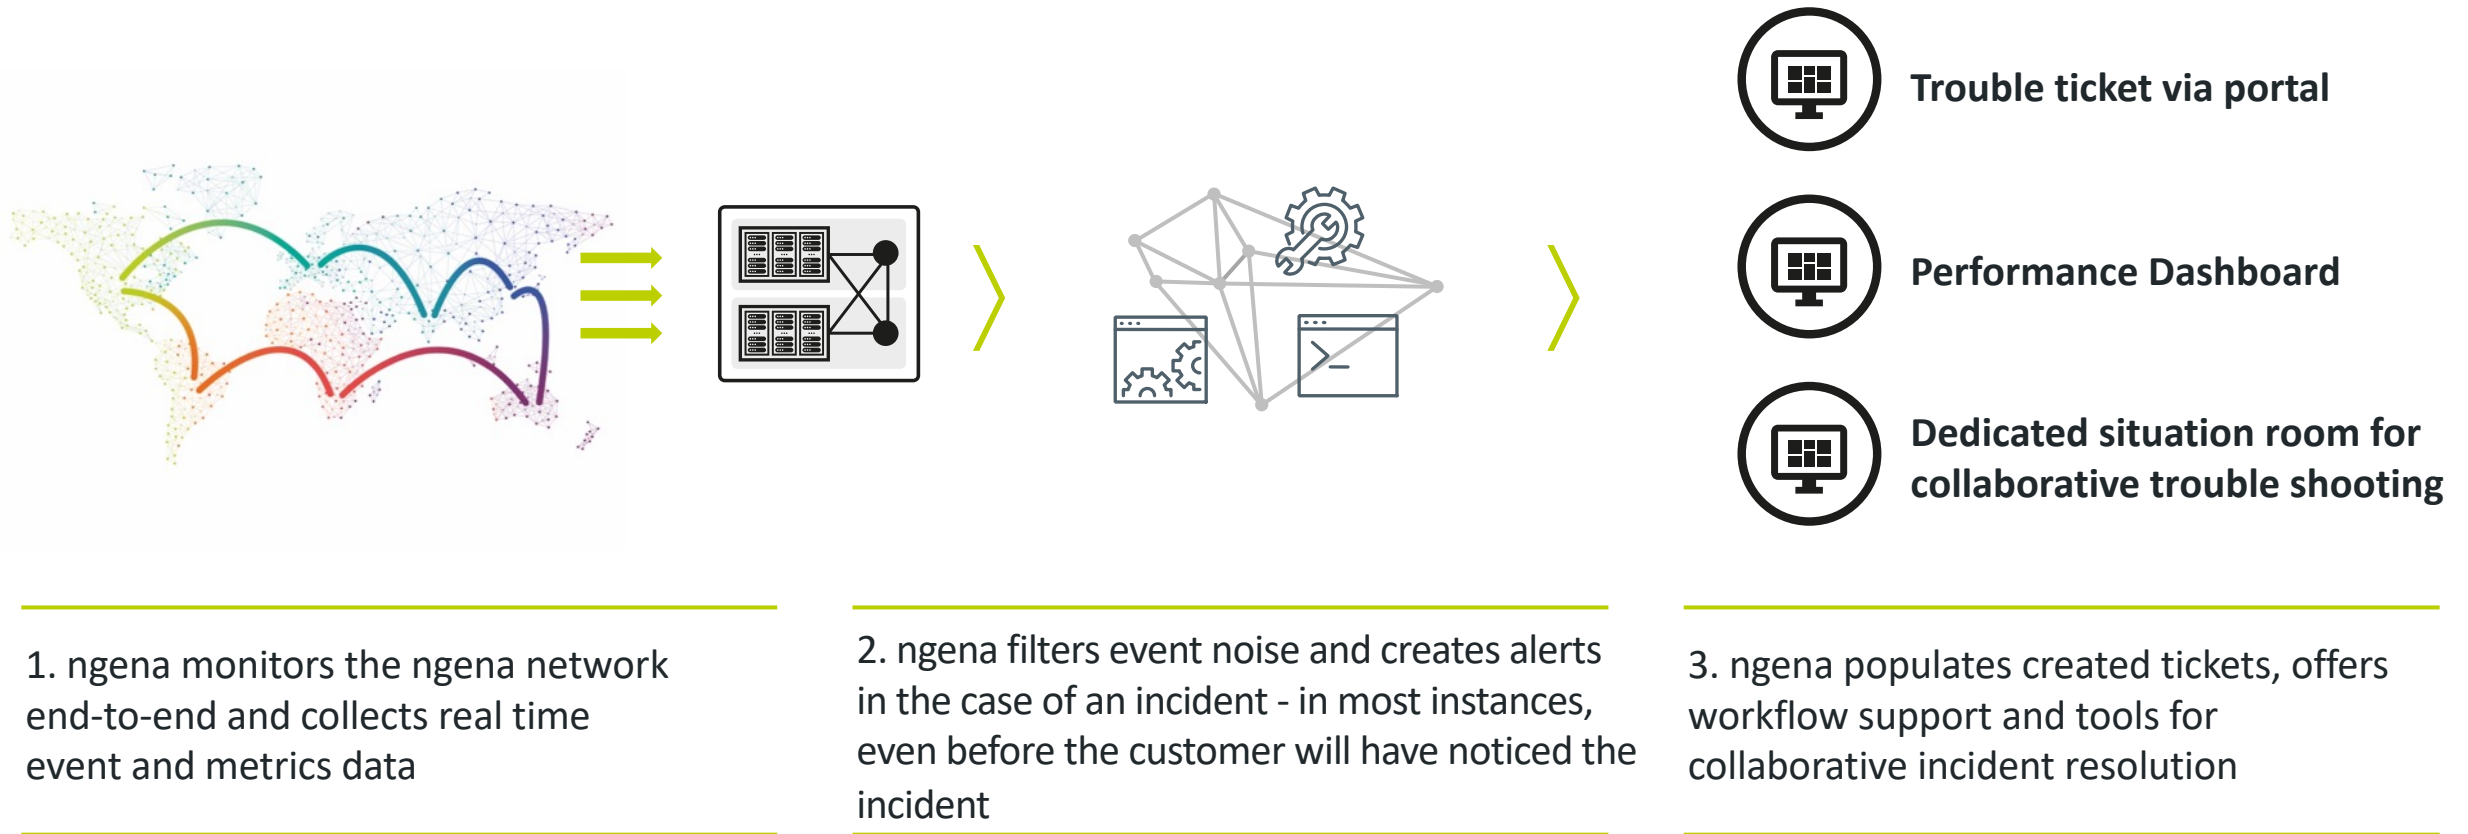 Trouble ticket via portal
Performance Dashboard
Dedicated situation room for
collaborative trouble shooting
1. ngena monitors the ngena network
end-to-end and collects real time
event and metrics data
2. ngena filters event noise and creates alerts
in the case of an incident - in most instances,
even before the customer will have noticed the
incident
3. ngena populates created tickets, offers
workflow support and tools for
collaborative incident resolution